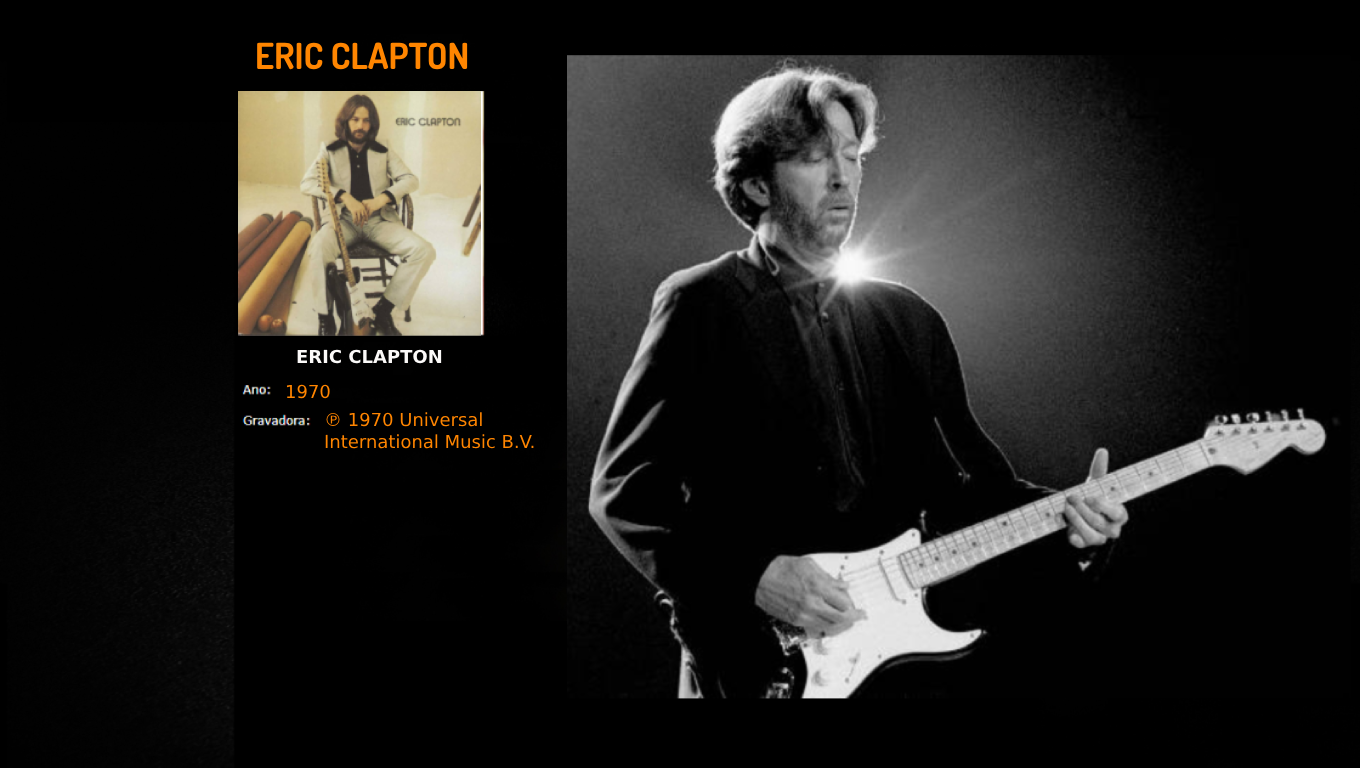 ERIC CLAPTON
ERIC CLAPTON
ERIC CLAPTON
Ano: 1970
Gravadora: ℗ 1970 Universal
International Music B.V.